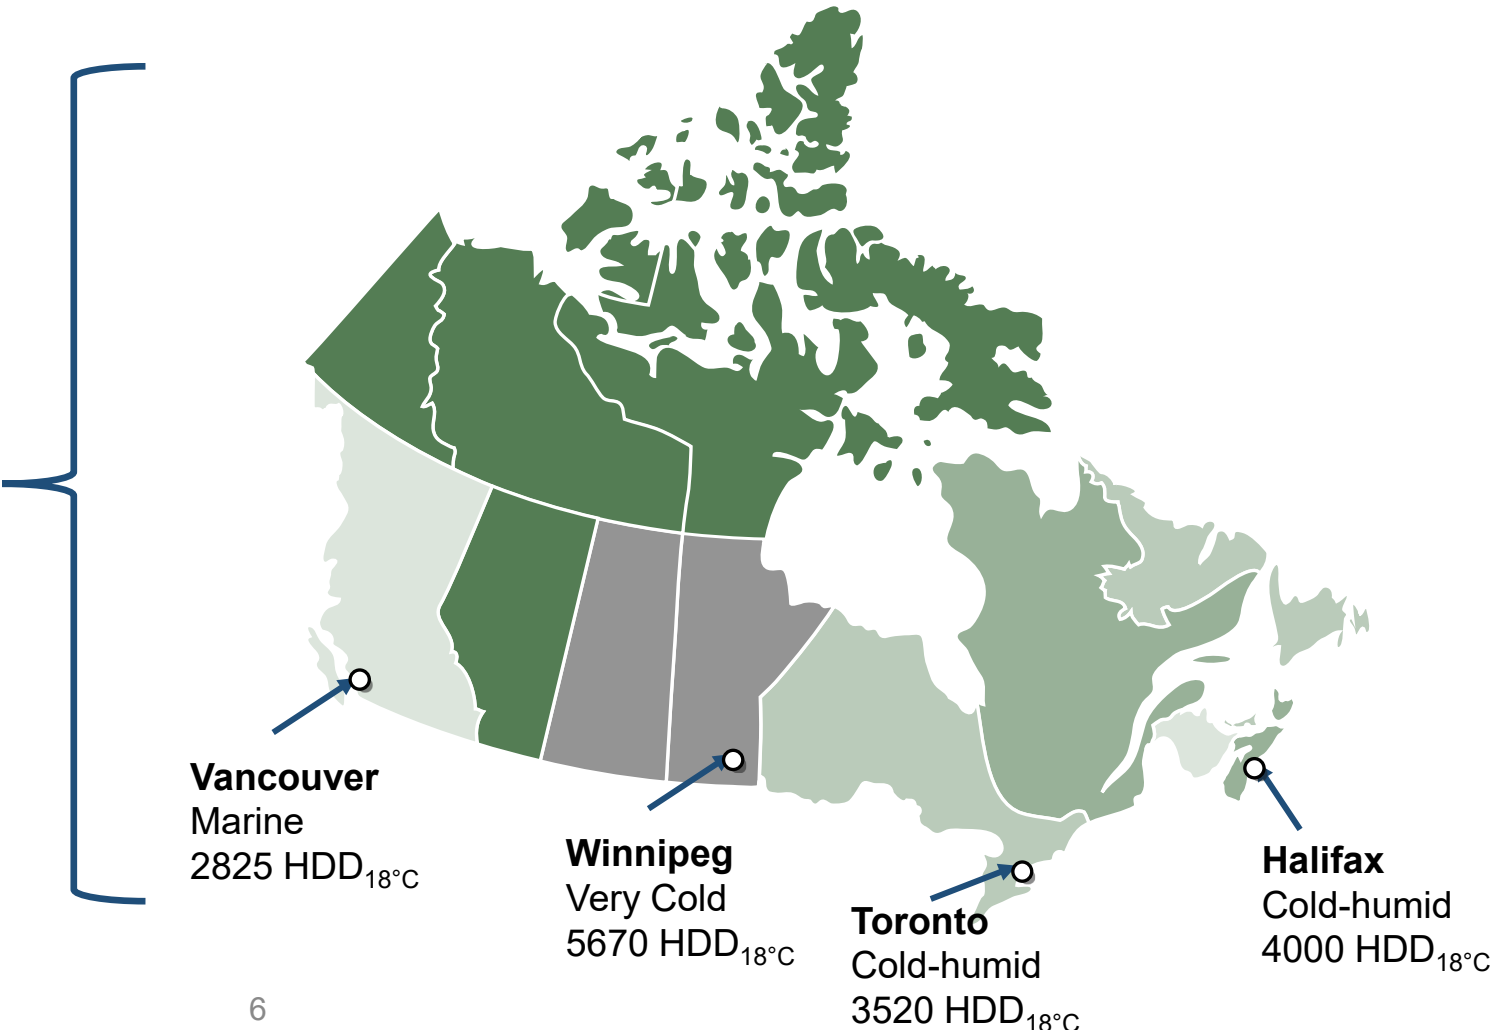 Vancouver
Marine
2825 HDD18°C
Winnipeg
Very Cold
5670 HDD18°C
Toronto
Cold-humid
3520 HDD18°C
Halifax
Cold-humid
4000 HDD18°C
6